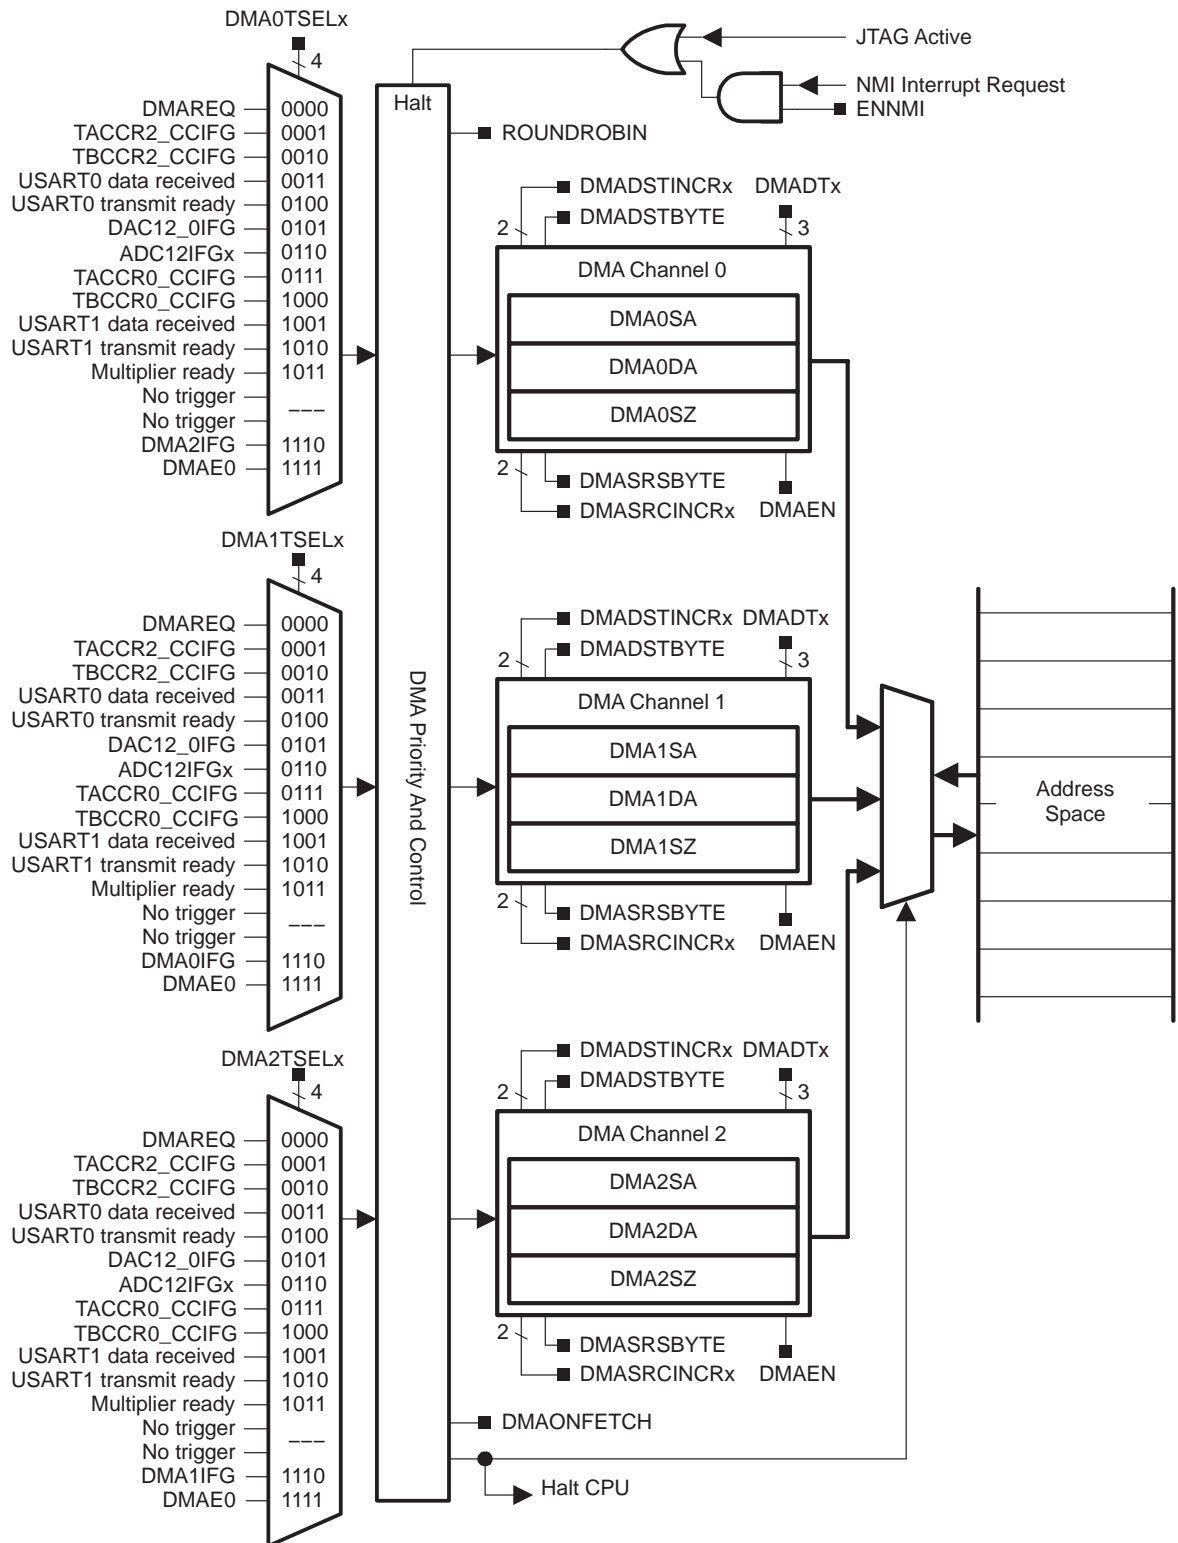 DMA0TSELx
4
JTAG Active
NMI Interrupt Request
ENNMI
Halt
ROUNDROBIN
DMAREQ 0000
TACCR2_CCIFG 0001
TBCCR2_CCIFG 0010
USART0 data received 0011
USART0 transmit ready 0100
DAC12_0IFG 0101
ADC12IFGx 0110
TACCR0_CCIFG 0111
TBCCR0_CCIFG 1000
USART1 data received 1001
USART1 transmit ready 1010
Multiplier ready 1011
No trigger
No trigger
DMA2IFG 1110
DMAE0 1111
DMADSTINCRx DMADTx
2 DMADSTBYTE 3
DMA Channel 0
DMA0SA
DMA0DA
DMA0SZ
2 DMASRSBYTE
DMASRCINCRx DMAEN
DMA1TSELx
4
DMAREQ 0000
TACCR2_CCIFG 0001
TBCCR2_CCIFG 0010
USART0 data received 0011
USART0 transmit ready 0100
DAC12_0IFG 0101
ADC12IFGx 0110
TACCR0_CCIFG 0111
TBCCR0_CCIFG 1000
USART1 data received 1001
USART1 transmit ready 1010
Multiplier ready 1011
No trigger
No trigger
DMA0IFG 1110
DMAE0 1111
DMA Priority And Control
DMADSTINCRx DMADTx
2 DMADSTBYTE 3
DMA Channel 1
DMA1SA
DMA1DA
DMA1SZ
2 DMASRSBYTE
DMASRCINCRx DMAEN
Address
Space
DMA2TSELx
4
DMAREQ 0000
TACCR2_CCIFG 0001
TBCCR2_CCIFG 0010
USART0 data received 0011
USART0 transmit ready 0100
DAC12_0IFG 0101
ADC12IFGx 0110
TACCR0_CCIFG 0111
TBCCR0_CCIFG 1000
USART1 data received 1001
USART1 transmit ready 1010
Multiplier ready 1011
No trigger
No trigger
DMA1IFG 1110
DMAE0 1111
DMADSTINCRx DMADTx
2 DMADSTBYTE 3
DMA Channel 2
DMA2SA
DMA2DA
DMA2SZ
2 DMASRSBYTE
DMASRCINCRx DMAEN
DMAONFETCH
Halt CPU